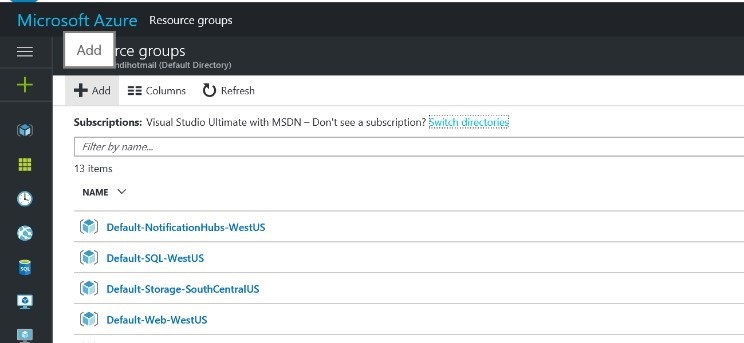 Microsoft Azure Resource groups
Add
rce groups
ndihotmail (Default Directory)
Add Columns Refresh
Subscriptions: Visual Studio Ultimate with MSDN – Don't see a subscription? Switch directories
Filter by name...
13 items
NAME
Default-NotificationHubs-WestUS
Default-SQL-WestUS
SQL
Default-Storage-SouthCentralUS
Default-Web-WestUS